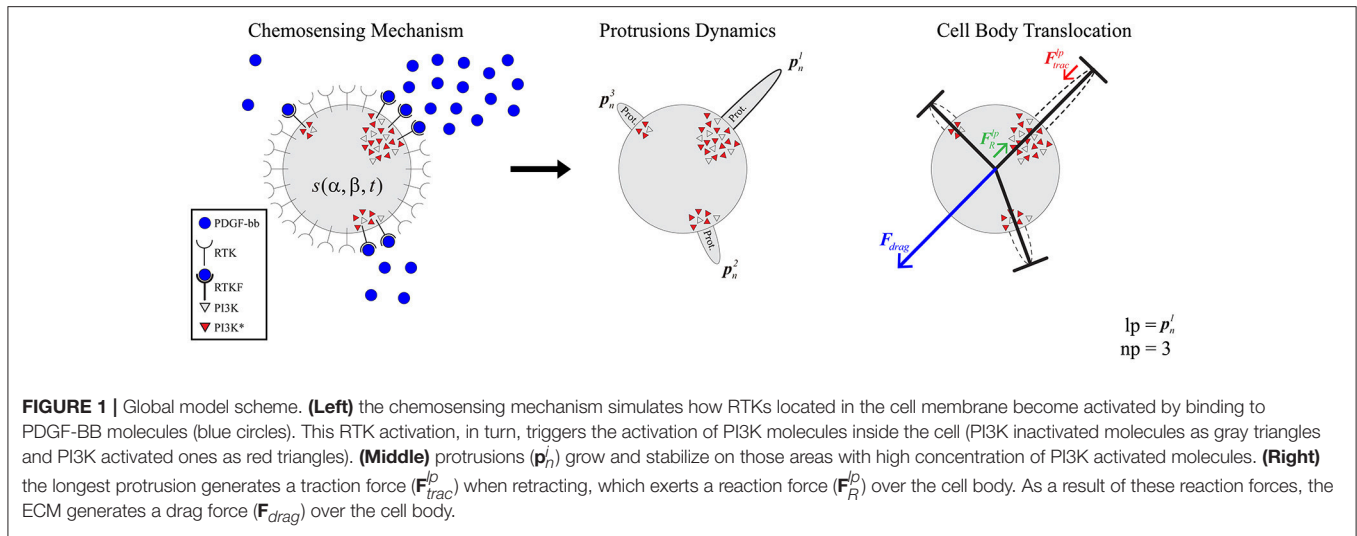 Chemosensing Mechanism
Protrusions Dynamics
Cell Body Translocation
s(α, β, t)
PDGF-bb
RTK
RTKF
PI3K
PI3K*
p_n^1
p_n^3
Prot.
Prot.
Prot.
p_n^2
F_trac^lp
F_R^lp
F_drag
lp = p_n^1
np = 3
FIGURE 1 | Global model scheme. (Left) the chemosensing mechanism simulates how RTKs located in the cell membrane become activated by binding to
PDGF-BB molecules (blue circles). This RTK activation, in turn, triggers the activation of PI3K molecules inside the cell (PI3K inactivated molecules as gray triangles
and PI3K activated ones as red triangles). (Middle) protrusions (p_n^i) grow and stabilize on those areas with high concentration of PI3K activated molecules. (Right)
the longest protrusion generates a traction force (F_trac^lp) when retracting, which exerts a reaction force (F_R^lp) over the cell body. As a result of these reaction forces, the
ECM generates a drag force (F_drag) over the cell body.